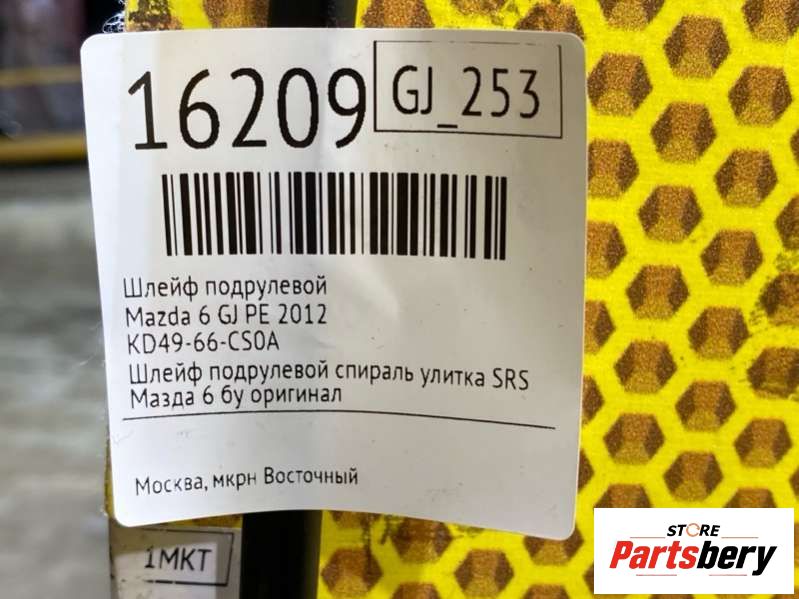 16209
GJ_253
Шлейф подрулевой
Mazda 6 GJ PE 2012
KD49-66-CS0A
Шлейф подрулевой спираль улитка SRS
Мазда 6 бу оригинал
Москва, мкрн Восточный
1MKT
STORE
Partsbery